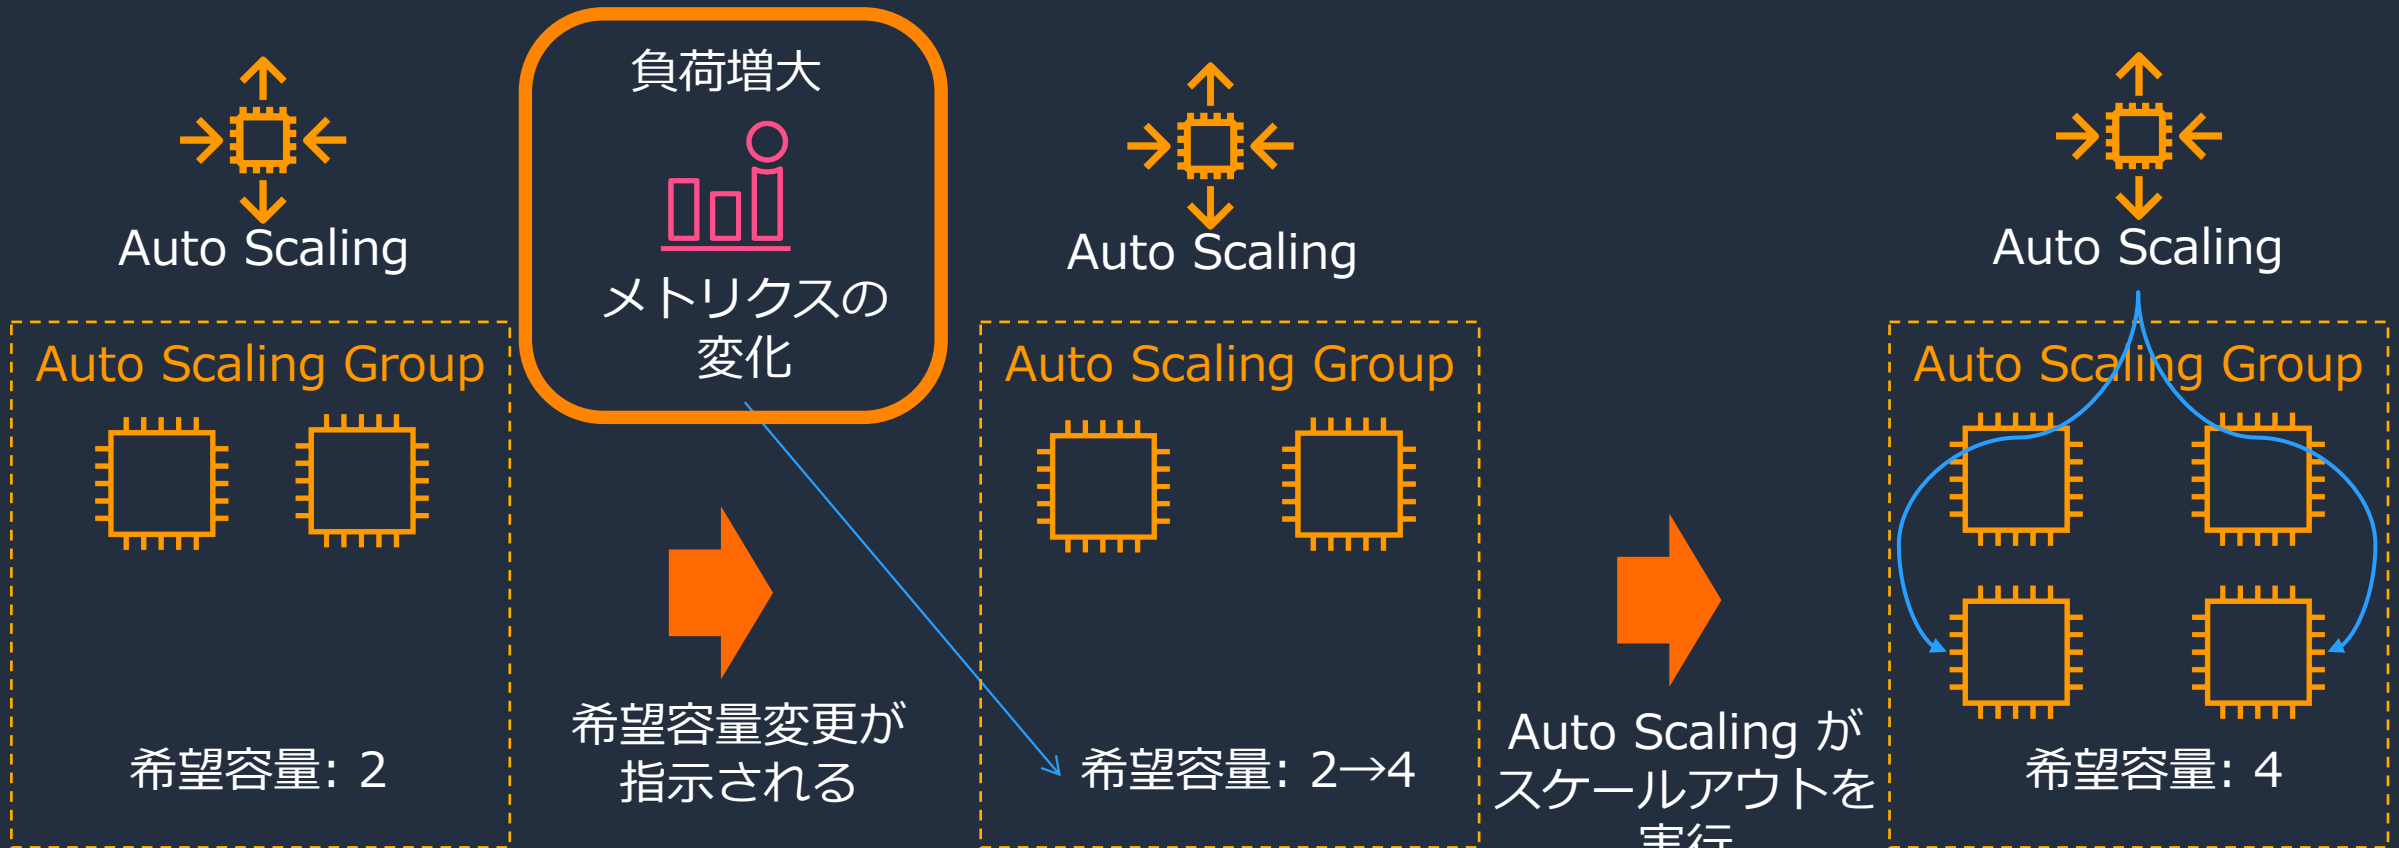 Auto Scaling
Auto Scaling Group
希望容量: 2
負荷増大
メトリクスの
変化
希望容量変更が
指示される
Auto Scaling
Auto Scaling Group
希望容量: 2→4
Auto Scaling が
スケールアウトを
実行
Auto Scaling
Auto Scaling Group
希望容量: 4